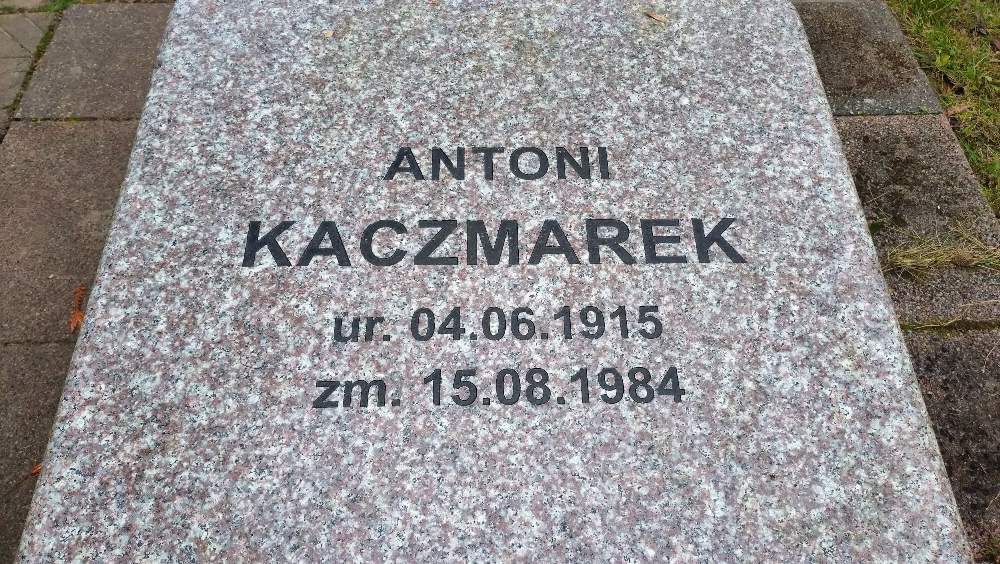 ANTONI
KACZMAREK
ur. 04.06.1915
zm. 15.08.1984